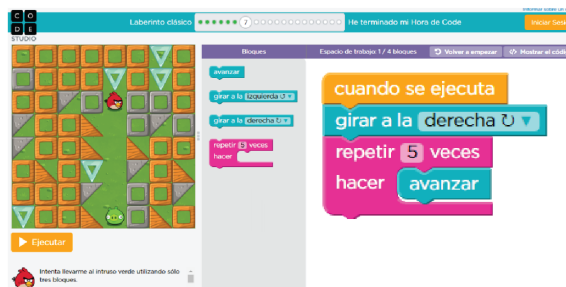 C O
D E
STUDIO
Laberinto clásico
7
He terminado mi Hora de Code
Iniciar Sesi
Bloques
Espacio de trabajo 1 / 4 bloques
Volver a empezar
Mostrar el códi
avanzar
girar a la izquierda ↻ ▼
girar a la derecha ↻ ▼
repetir 5 veces
hacer
cuando se ejecuta
girar a la derecha ↻ ▼
repetir 5 veces
hacer avanzar
Ejecutar
Intenta llevarme al intruso verde utilizando sólo
tres bloques.